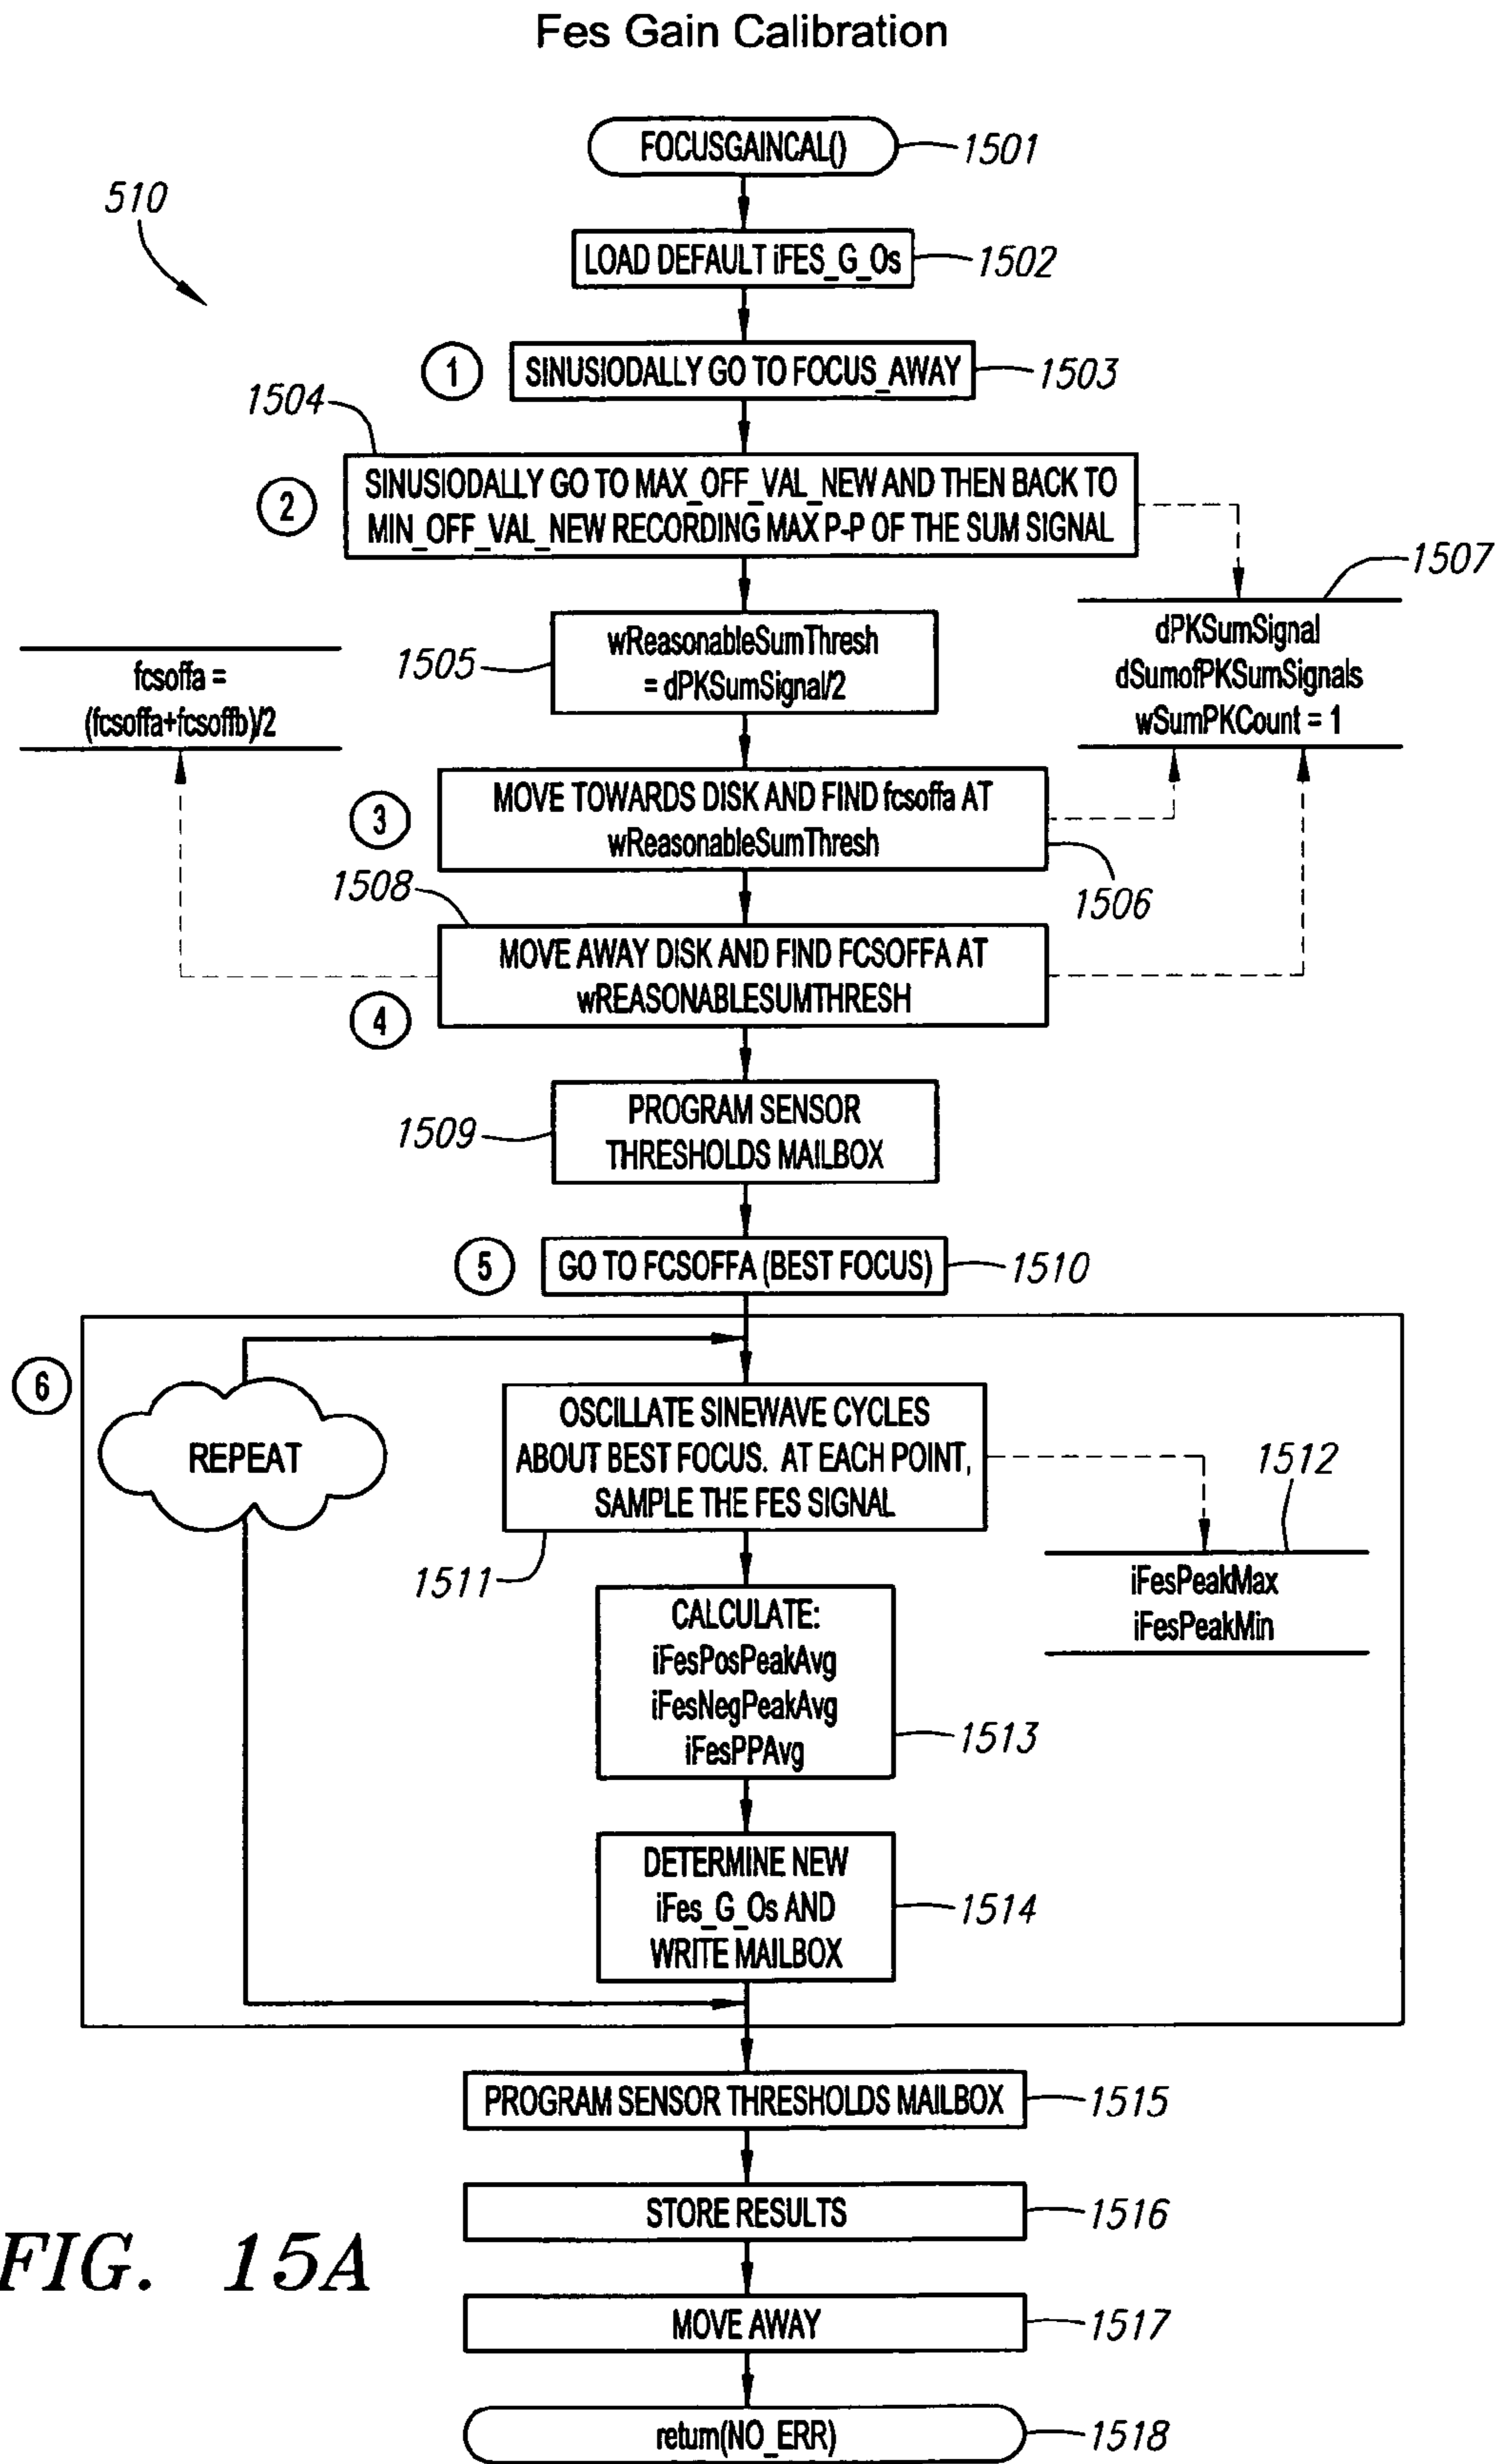 Fes Gain Calibration
FOCUSGAINCAL()
1501
510
LOAD DEFAULT iFES_G_Os
1502
1
SINUSIODALLY GO TO FOCUS_AWAY
1503
1504
2
SINUSIODALLY GO TO MAX_OFF_VAL_NEW AND THEN BACK TO
MIN_OFF_VAL_NEW RECORDING MAX P-P OF THE SUM SIGNAL
1507
dPKSumSignal
dSumofPKSumSignals
wSumPKCount = 1
1505
wReasonableSumThresh
= dPKSumSignal/2
fcsoffa =
(fcsoffa+fcsoffb)/2
3
MOVE TOWARDS DISK AND FIND fcsoffa AT
wReasonableSumThresh
1506
1508
MOVE AWAY DISK AND FIND FCSOFFA AT
wREASONABLESUMTHRESH
4
1509
PROGRAM SENSOR
THRESHOLDS MAILBOX
5
GO TO FCSOFFA (BEST FOCUS)
1510
6
REPEAT
OSCILLATE SINEWAVE CYCLES
ABOUT BEST FOCUS. AT EACH POINT,
SAMPLE THE FES SIGNAL
1511
1512
iFesPeakMax
iFesPeakMin
CALCULATE:
iFesPosPeakAvg
iFesNegPeakAvg
iFesPPAvg
1513
DETERMINE NEW
iFes_G_Os AND
WRITE MAILBOX
1514
PROGRAM SENSOR THRESHOLDS MAILBOX
1515
STORE RESULTS
1516
MOVE AWAY
1517
return(NO_ERR)
1518
FIG. 15A